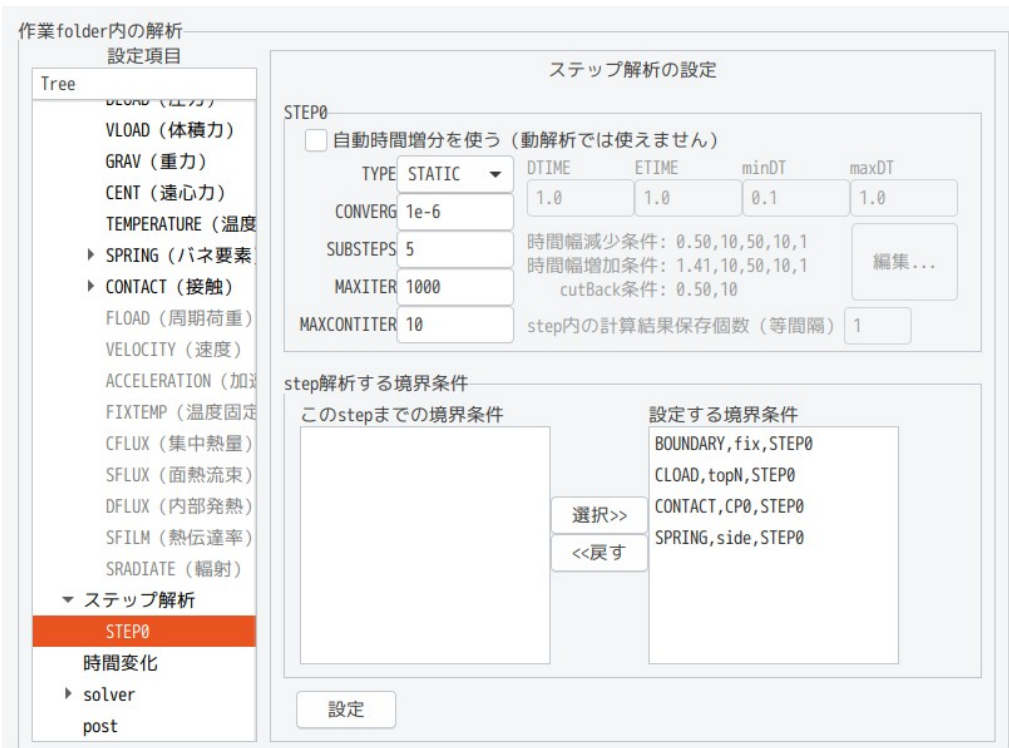 作業folder内の解析
設定項目
Tree
DLOAD (圧力)
VLOAD (体積力)
GRAV (重力)
CENT (遠心力)
TEMPERATURE (温度
SPRING (バネ要素)
CONTACT (接触)
FLOAD (周期荷重)
VELOCITY (速度)
ACCELERATION (加速
FIXTEMP (温度固定
CFLUX (集中熱量)
SFLUX (面熱流束)
DFLUX (内部発熱)
SFILM (熱伝達率)
SRADIATE (輻射)
ステップ解析
STEP0
時間変化
solver
post
ステップ解析の設定
STEP0
自動時間増分を使う (動解析では使えません)
TYPE STATIC
CONVERG 1e-6
SUBSTEPS 5
MAXITER 1000
MAXCONTITER 10
DTIME ETIME minDT maxDT
1.0 1.0 0.1 1.0
時間幅減少条件: 0.50,10,50,10,1
時間幅増加条件: 1.41,10,50,10,1
cutBack条件: 0.50,10
編集...
step内の計算結果保存個数 (等間隔) 1
step解析する境界条件
このstepまでの境界条件
選択>>
<<戻す
設定する境界条件
BOUNDARY,fix,STEP0
CLOAD,topN,STEP0
CONTACT,CP0,STEP0
SPRING,side,STEP0
設定